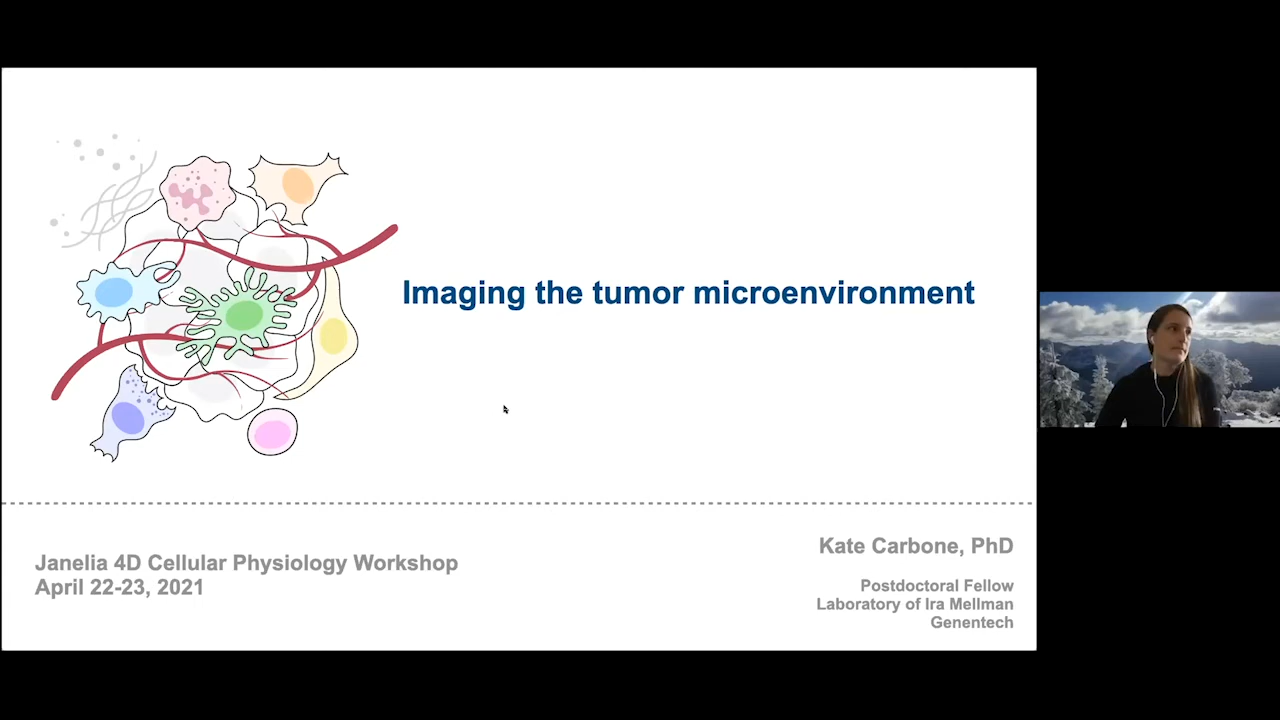 Imaging the tumor microenvironment
Janelia 4D Cellular Physiology Workshop
April 22-23, 2021
Kate Carbone, PhD
Postdoctoral Fellow
Laboratory of Ira Mellman
Genentech